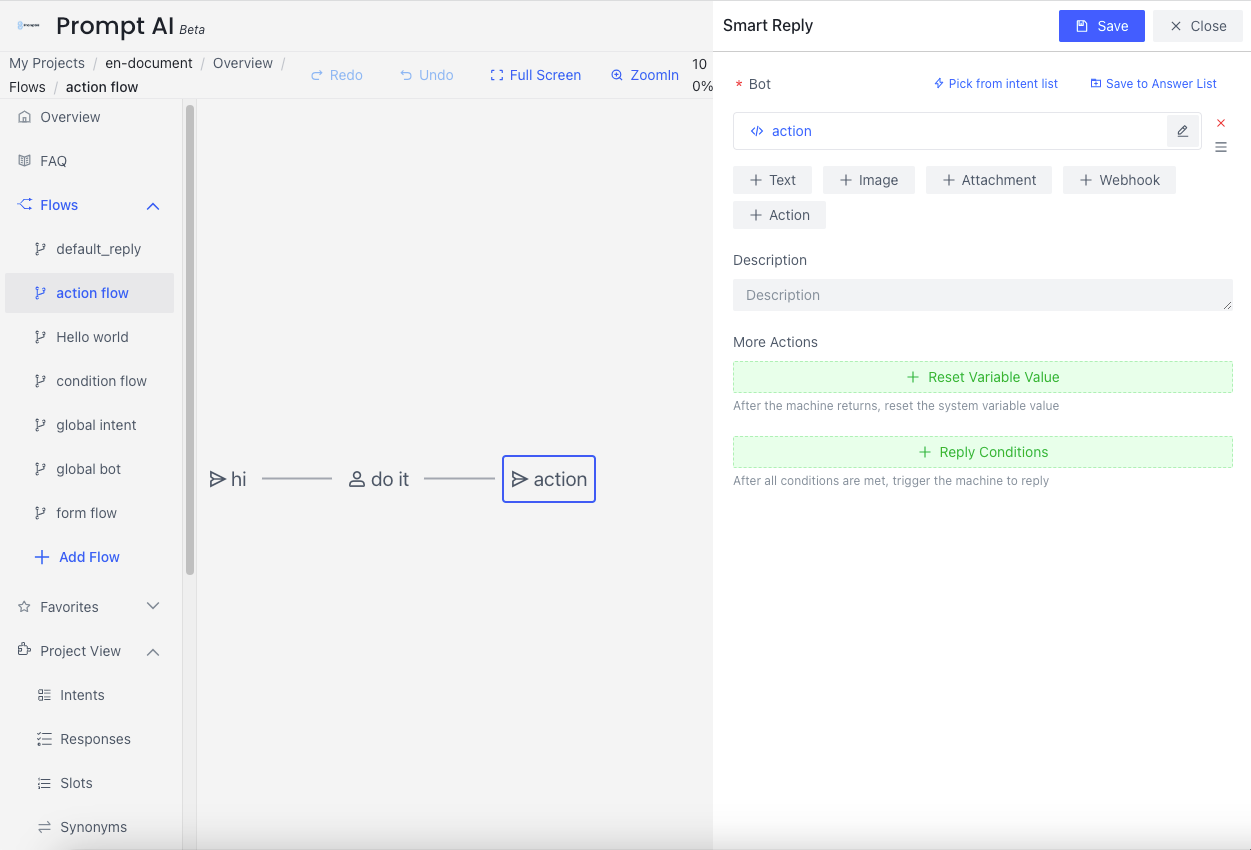 Prompt AI Beta
My Projects / en-document / Overview /
Flows / action flow
Redo
Undo
Full Screen
ZoomIn
10
0%
Overview
FAQ
Flows
default_reply
action flow
Hello world
condition flow
global intent
global bot
form flow
Add Flow
Favorites
Project View
Intents
Responses
Slots
Synonyms
hi
do it
action
Smart Reply
Save
Close
* Bot
Pick from intent list
Save to Answer List
action
Text
Image
Attachment
Webhook
Action
Description
Description
More Actions
Reset Variable Value
After the machine returns, reset the system variable value
Reply Conditions
After all conditions are met, trigger the machine to reply